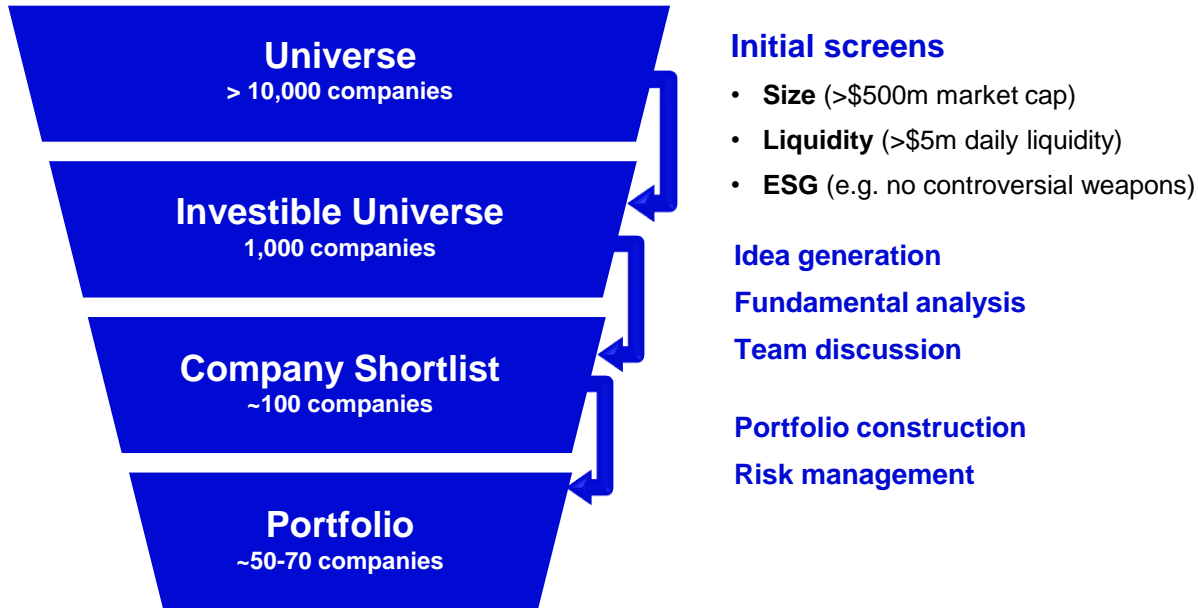 Universe
> 10,000 companies
Investible Universe
1,000 companies
Company Shortlist
~100 companies
Portfolio
~50-70 companies
Initial screens
• Size (>$500m market cap)
• Liquidity (>$5m daily liquidity)
• ESG (e.g. no controversial weapons)
Idea generation
Fundamental analysis
Team discussion
Portfolio construction
Risk management